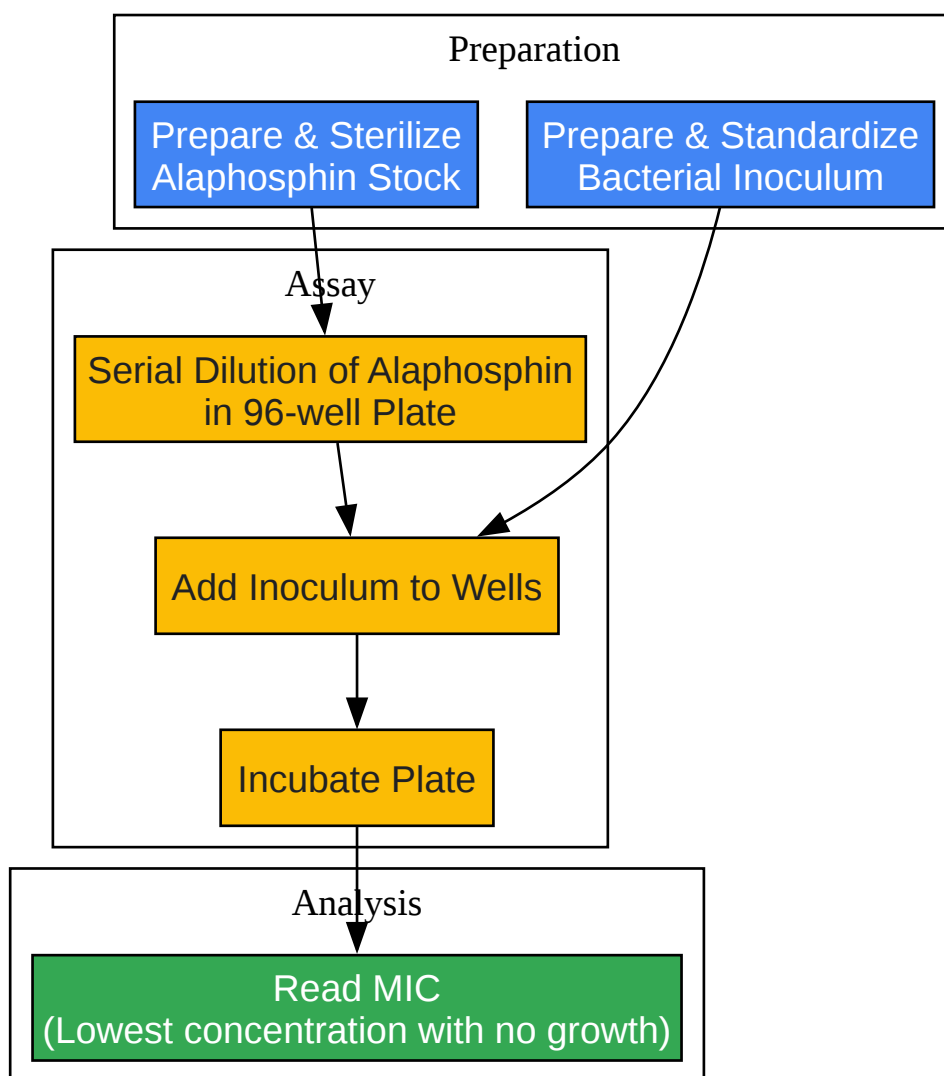 Preparation
Prepare & Sterilize
Alaphosphin Stock
Prepare & Standardize
Bacterial Inoculum
Assay
Serial Dilution of Alaphosphin
in 96-well Plate
Add Inoculum to Wells
Incubate Plate
Analysis
Read MIC
(Lowest concentration with no growth)